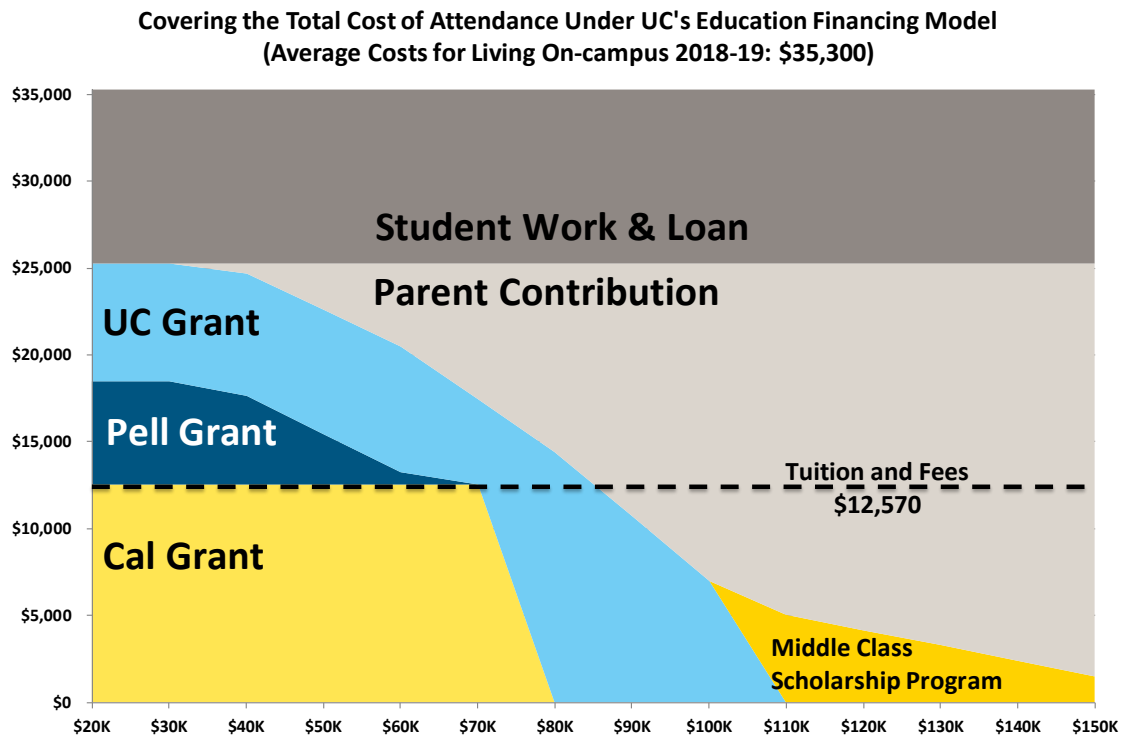 Covering the Total Cost of Attendance Under UC's Education Financing Model
(Average Costs for Living On-campus 2018-19: $35,300)
$35,000
$30,000
Student Work & Loan
$25,000
Parent Contribution
UC Grant
$20,000
Pell Grant
$15,000
Tuition and Fees
$12,570
$10,000
Cal Grant
$5,000
Middle Class
Scholarship Program
$0
$20K $30K $40K $50K $60K $70K $80K $90K $100K $110K $120K $130K $140K $150K